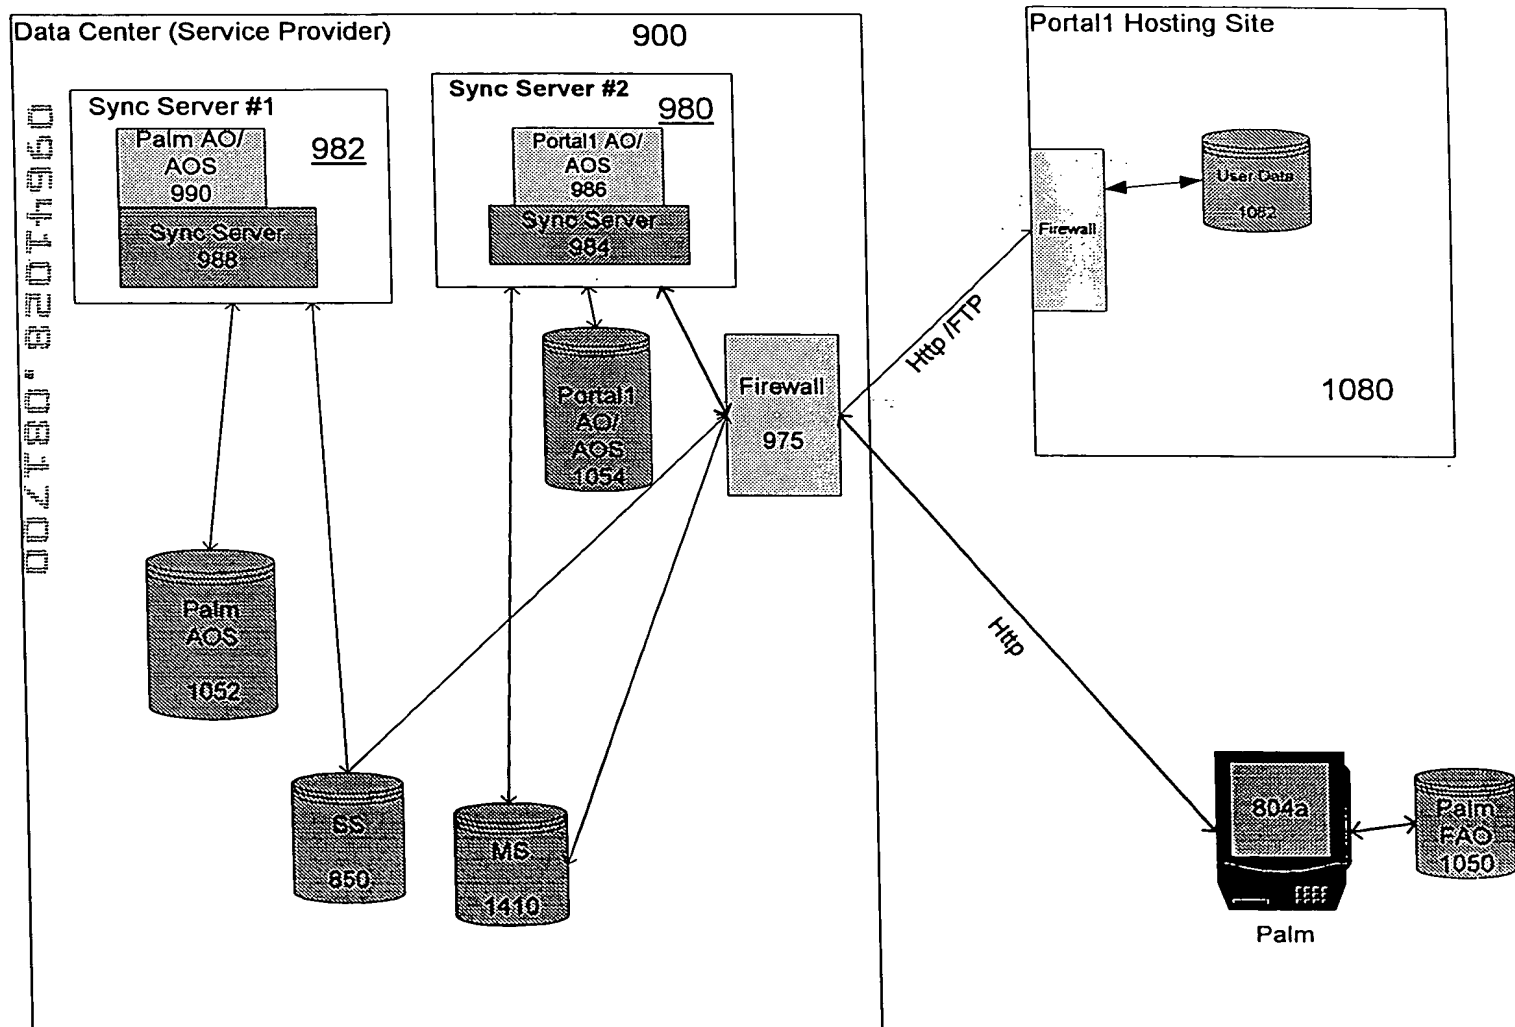 Data Center (Service Provider)
900
Sync Server #1
982
Palm AO/
AOS
990
Sync Server
988
Sync Server #2
980
Portal1 AO/
AOS
986
Sync Server
984
Portal1
AO/
AOS
1054
Firewall
975
Palm
AOS
1052
SS
850
MS
1410
Http /FTP
Http
Portal1 Hosting Site
Firewall
User Data
1082
1080
804a
Palm
Palm
FAO
1050
09641028.081700